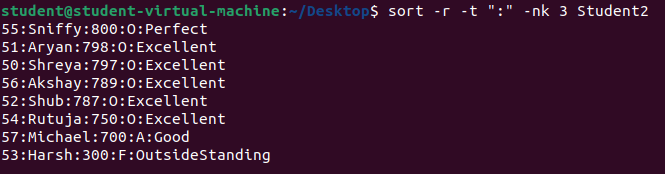 student@student-virtual-machine:~/Desktop$ sort -r -t ":" -nk 3 Student2
55:Sniffy:800:O:Perfect
51:Aryan:798:O:Excellent
50:Shreya:797:O:Excellent
56:Akshay:789:O:Excellent
52:Shub:787:O:Excellent
54:Rutuja:750:O:Excellent
57:Michael:700:A:Good
53:Harsh:300:F:OutsideStanding